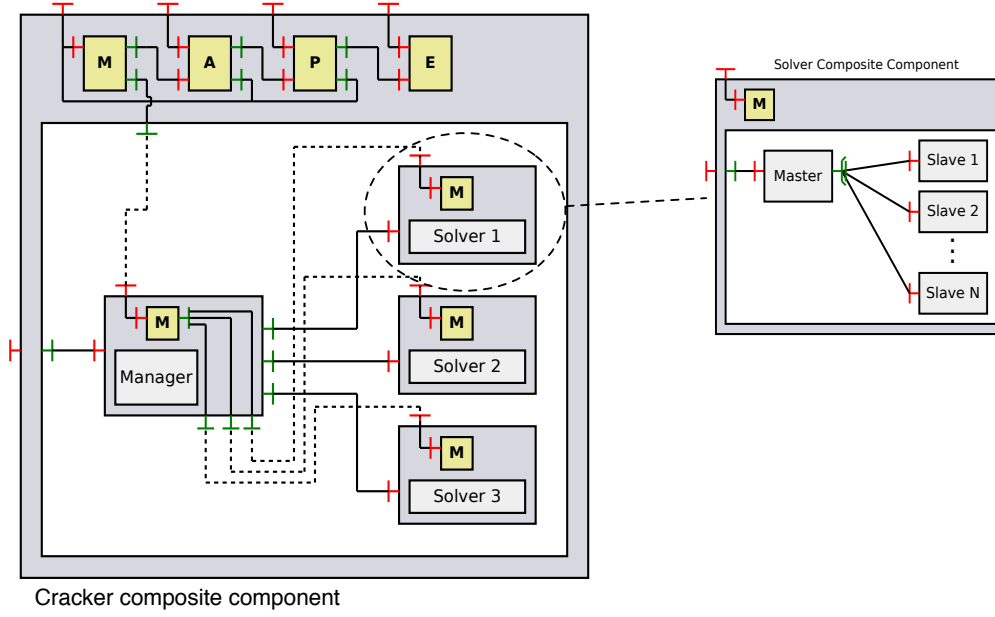 M
A
P
E
Solver Composite Component
M
Master
Slave 1
Slave 2
Slave N
M
Solver 1
M
Manager
M
Solver 2
M
Solver 3
Cracker composite component